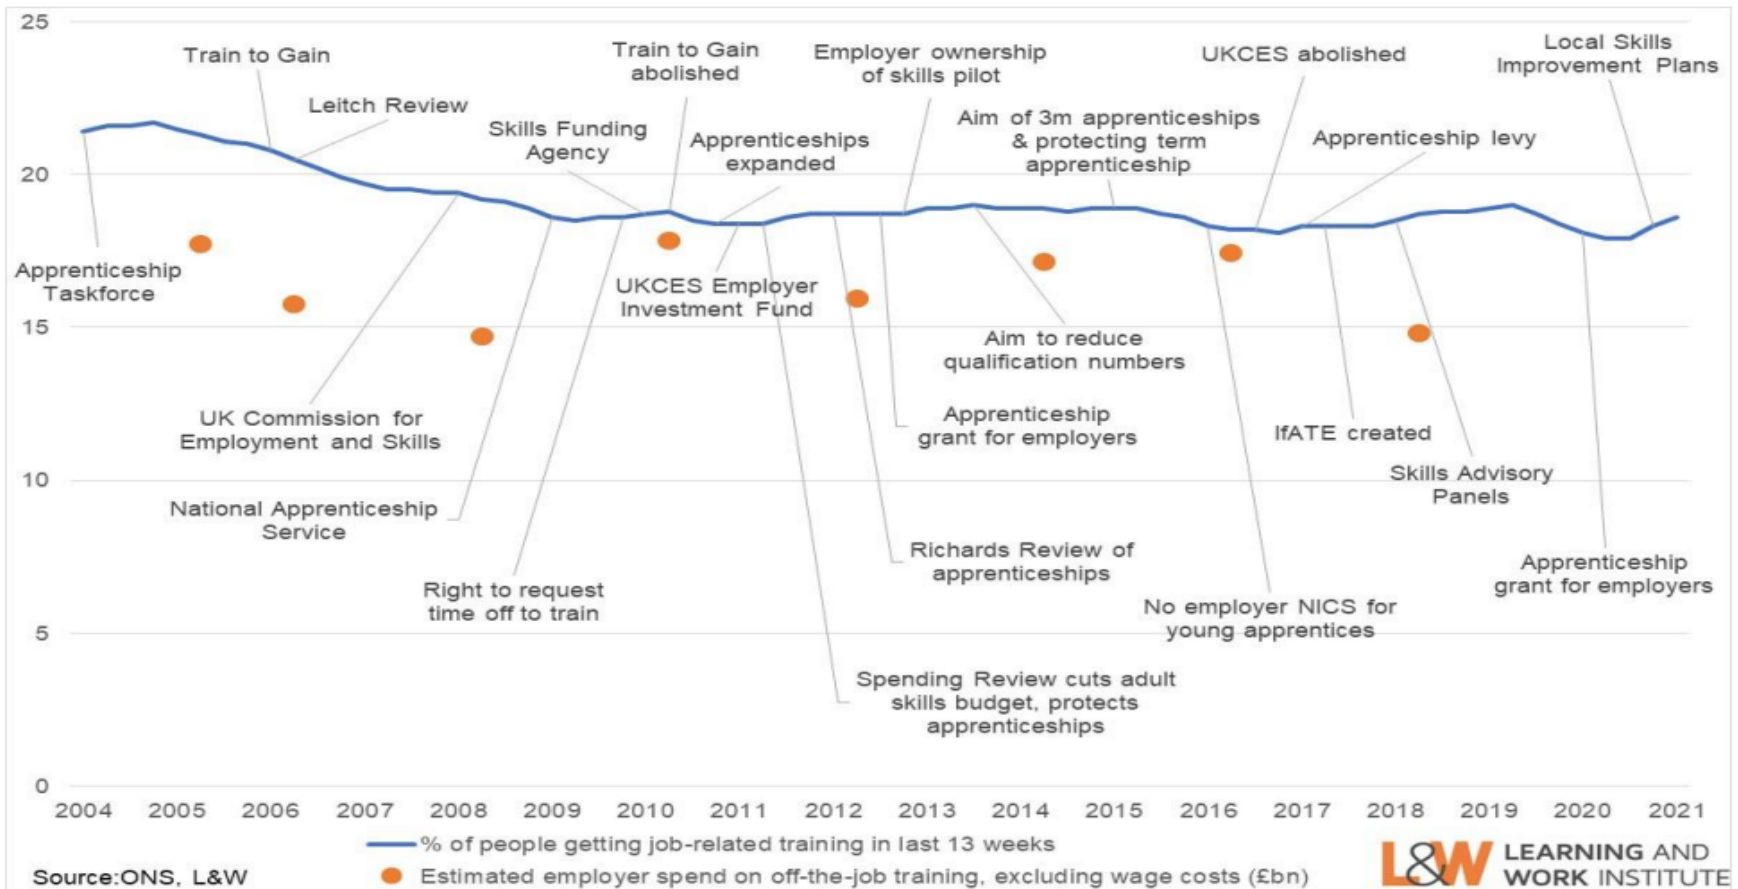 25
20
15
10
5
0
Train to Gain
Leitch Review
Apprenticeship
Taskforce
UK Commission for
Employment and Skills
National Apprenticeship
Service
Right to request
time off to train
Skills Funding
Agency
Train to Gain
abolished
Apprenticeships
expanded
UKCES Employer
Investment Fund
Employer ownership
of skills pilot
Aim to reduce
qualification numbers
Apprenticeship
grant for employers
Richards Review of
apprenticeships
Spending Review cuts adult
skills budget, protects
apprenticeships
Aim of 3m apprenticeships
& protecting term
apprenticeship
UKCES abolished
Apprenticeship levy
IfATE created
Skills Advisory
Panels
No employer NICS for
young apprentices
Local Skills
Improvement Plans
Apprenticeship
grant for employers
2004 2005 2006 2007 2008 2009 2010 2011 2012 2013 2014 2015 2016 2017 2018 2019 2020 2021
% of people getting job-related training in last 13 weeks
Estimated employer spend on off-the-job training, excluding wage costs (£bn)
Source:ONS, L&W
L&W
LEARNING AND
WORK INSTITUTE